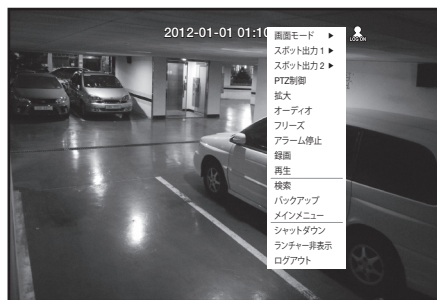 2012-01-01 01:10
LOG ON
画面モード ▶
スポット出力 1 ▶
スポット出力 2 ▶
PTZ制御
拡大
オーディオ
フリーズ
アラーム停止
録画
再生
検索
バックアップ
メインメニュー
シャットダウン
ランチャー非表示
ログアウト